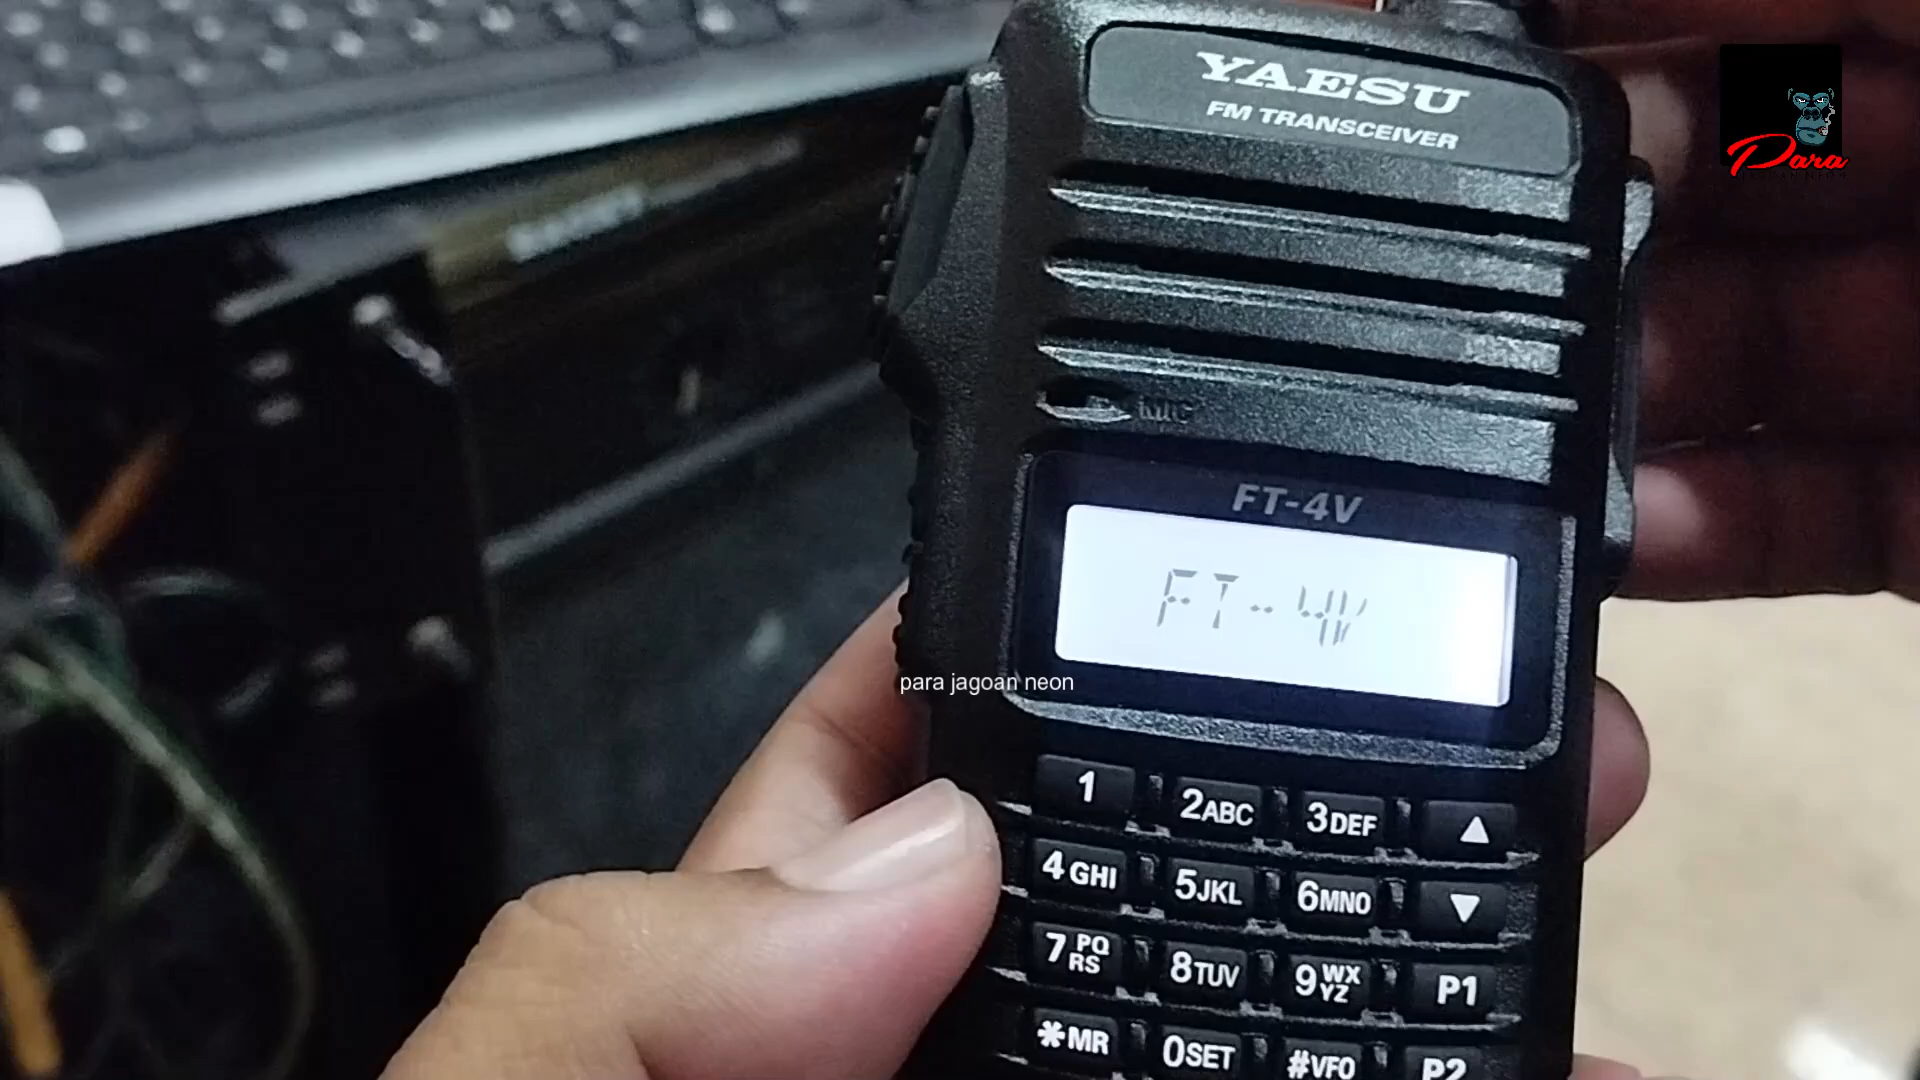 YAESU
FM TRANSCEIVER
Para
MIC
FT-4V
FT-4V
para jagoan neon
1
2ABC
3DEF
▲
4GHI
5JKL
6MNO
▼
7PQRS
8TUV
9WXYZ
P1
*MR
0SET
#VFO
P2